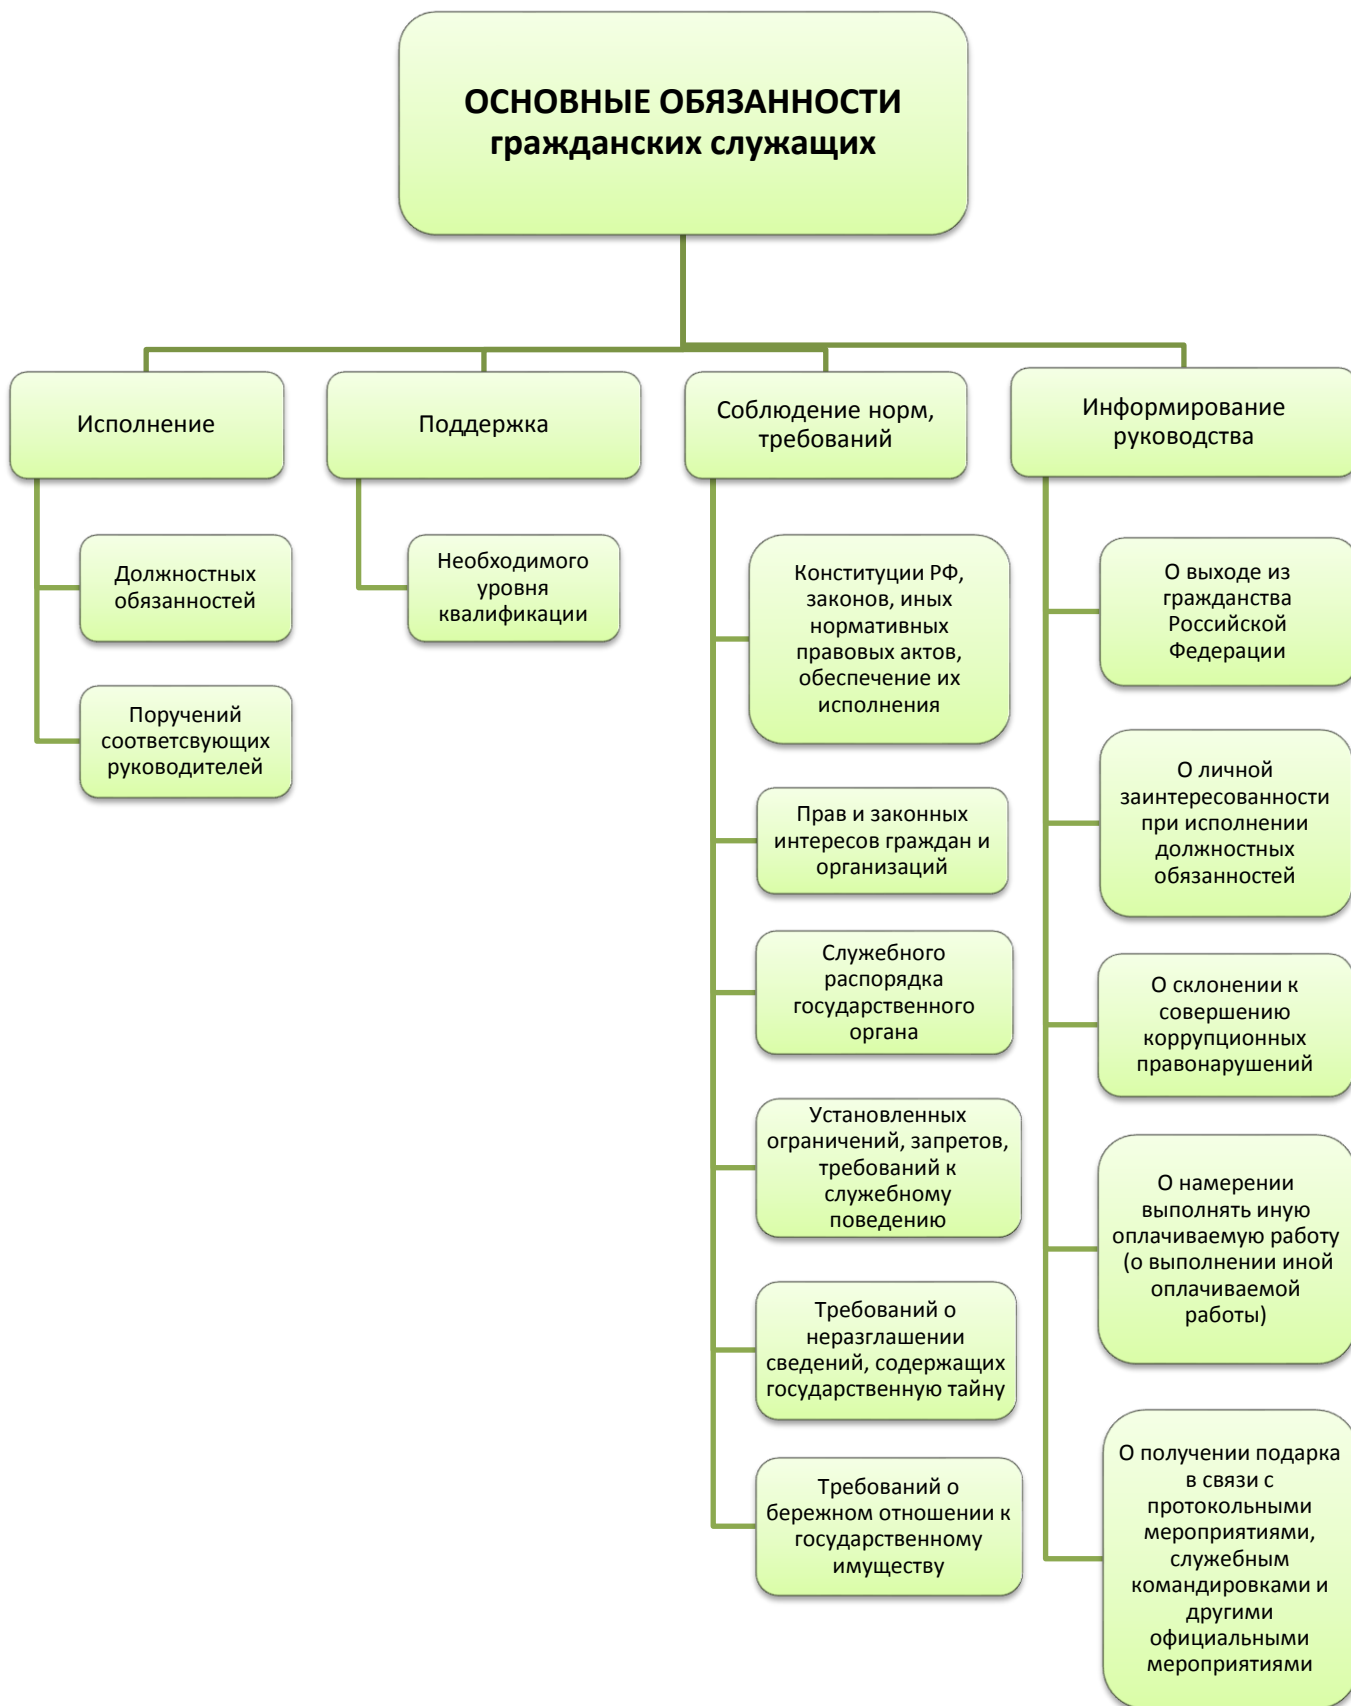 ОСНОВНЫЕ ОБЯЗАННОСТИ
гражданских служащих
Исполнение
Должностных
обязанностей
Поручений
соответсвующих
руководителей
Поддержка
Необходимого
уровня
квалификации
Соблюдение норм,
требований
Конституции РФ,
законов, иных
нормативных
правовых актов,
обеспечение их
исполнения
Прав и законных
интересов граждан и
организаций
Служебного
распорядка
государственного
органа
Установленных
ограничений, запретов,
требований к
служебному
поведению
Требований о
неразглашении
сведений, содержащих
государственную тайну
Требований о
бережном отношении к
государственному
имуществу
Информирование
руководства
О выходе из
гражданства
Российской
Федерации
О личной
заинтересованности
при исполнении
должностных
обязанностей
О склонении к
совершению
коррупционных
правонарушений
О намерении
выполнять иную
оплачиваемую работу
(о выполнении иной
оплачиваемой
работы)
О получении подарка
в связи с
протокольными
мероприятиями,
служебным
командировками и
другими
официальными
мероприятиями